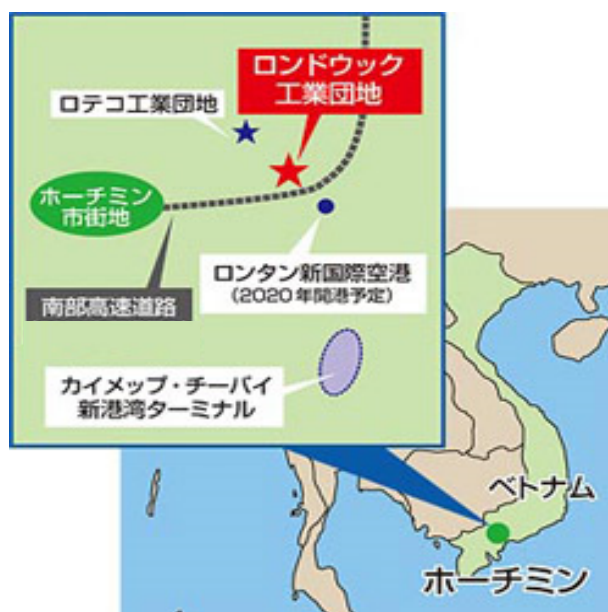 ロンドウック
工業団地
ロテコ工業団地
ホーチミン
市街地
ロンタン新国際空港
(2020年開港予定)
南部高速道路
カイメップ・チーバイ
新港湾ターミナル
ベトナム
ホーチミン